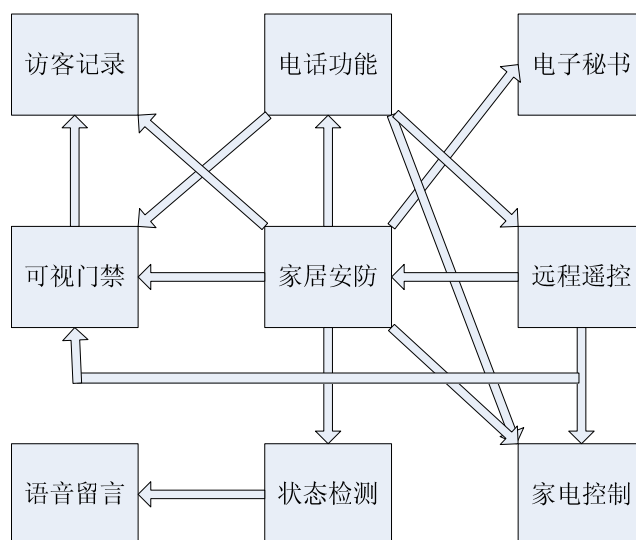 访客记录
电话功能
电子秘书
可视门禁
家居安防
远程遥控
语音留言
状态检测
家电控制